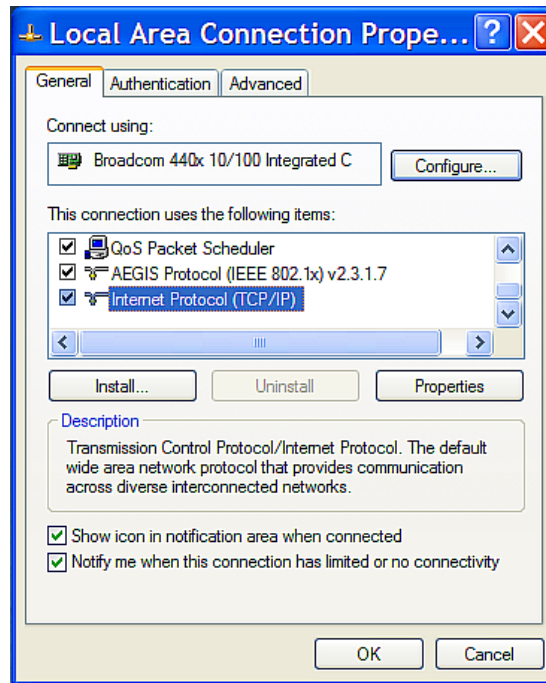 Local Area Connection Prope...
General Authentication Advanced
Connect using:
Broadcom 440x 10/100 Integrated C
Configure...
This connection uses the following items:
QoS Packet Scheduler
AEGIS Protocol (IEEE 802.1x) v2.3.1.7
Internet Protocol (TCP/IP)
Install... Uninstall Properties
Description
Transmission Control Protocol/Internet Protocol. The default
wide area network protocol that provides communication
across diverse interconnected networks.
Show icon in notification area when connected
Notify me when this connection has limited or no connectivity
OK Cancel